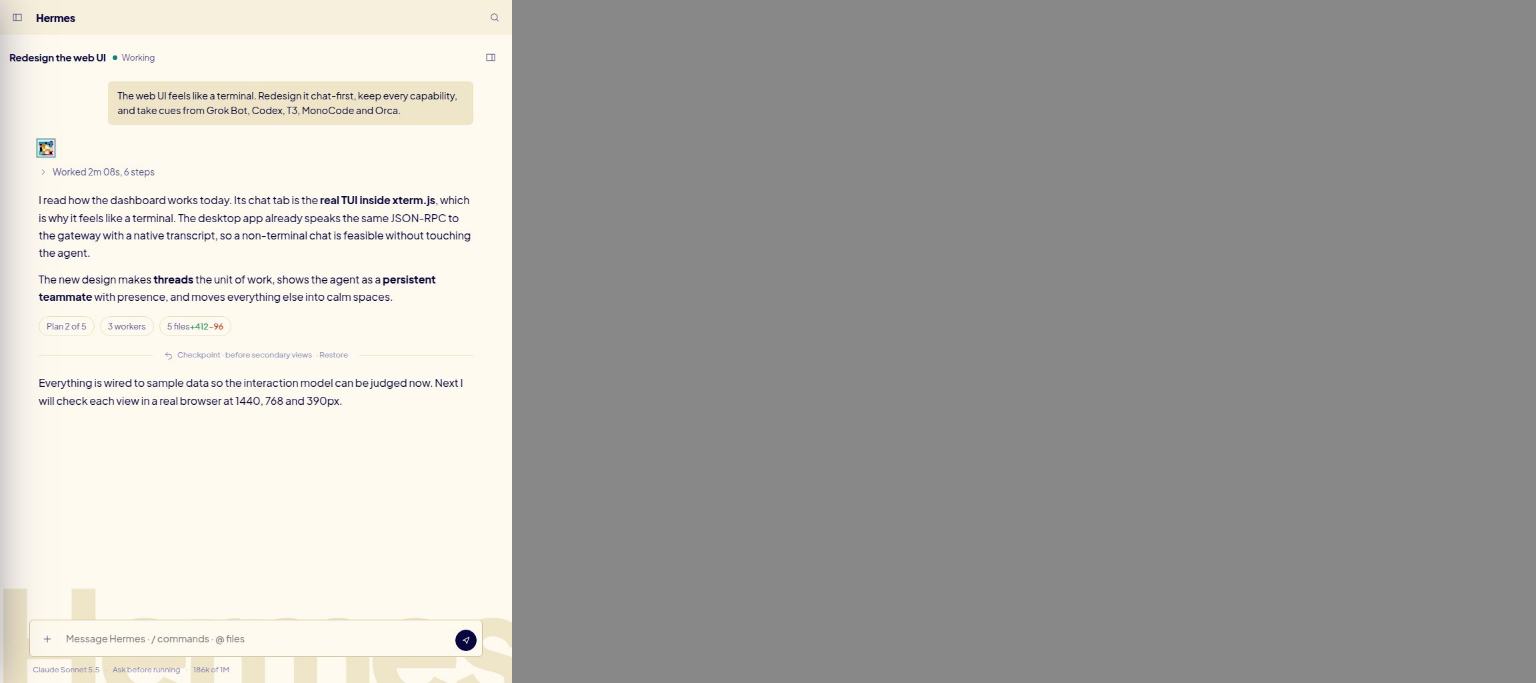 Hermes
Redesign the web UI
Working
The web UI feels like a terminal. Redesign it chat-first, keep every capability,
and take cues from Grok Bot, Codex, T3, MonoCode and Orca.
Worked 2m 08s, 6 steps
I read how the dashboard works today. Its chat tab is the real TUI inside xterm.js, which
is why it feels like a terminal. The desktop app already speaks the same JSON-RPC to
the gateway with a native transcript, so a non-terminal chat is feasible without touching
the agent.
The new design makes threads the unit of work, shows the agent as a persistent
teammate with presence, and moves everything else into calm spaces.
Plan 2 of 5
3 workers
5 files+412-96
Checkpoint · before secondary views · Restore
Everything is wired to sample data so the interaction model can be judged now. Next I
will check each view in a real browser at 1440, 768 and 390px.
Hermes
Message Hermes · / commands · @ files
Claude Sonnet 5.5 · Ask before running · 186k of 1M